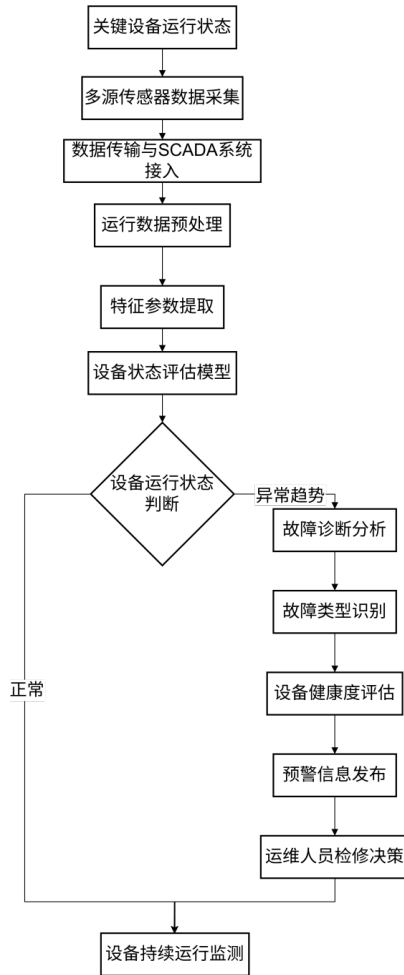 关键设备运行状态
多源传感器数据采集
数据传输与SCADA系统
接入
运行数据预处理
特征参数提取
设备状态评估模型
设备运行状态
判断
异常趋势
故障诊断分析
故障类型识别
正常
设备健康度评估
预警信息发布
运维人员检修决策
设备持续运行监测